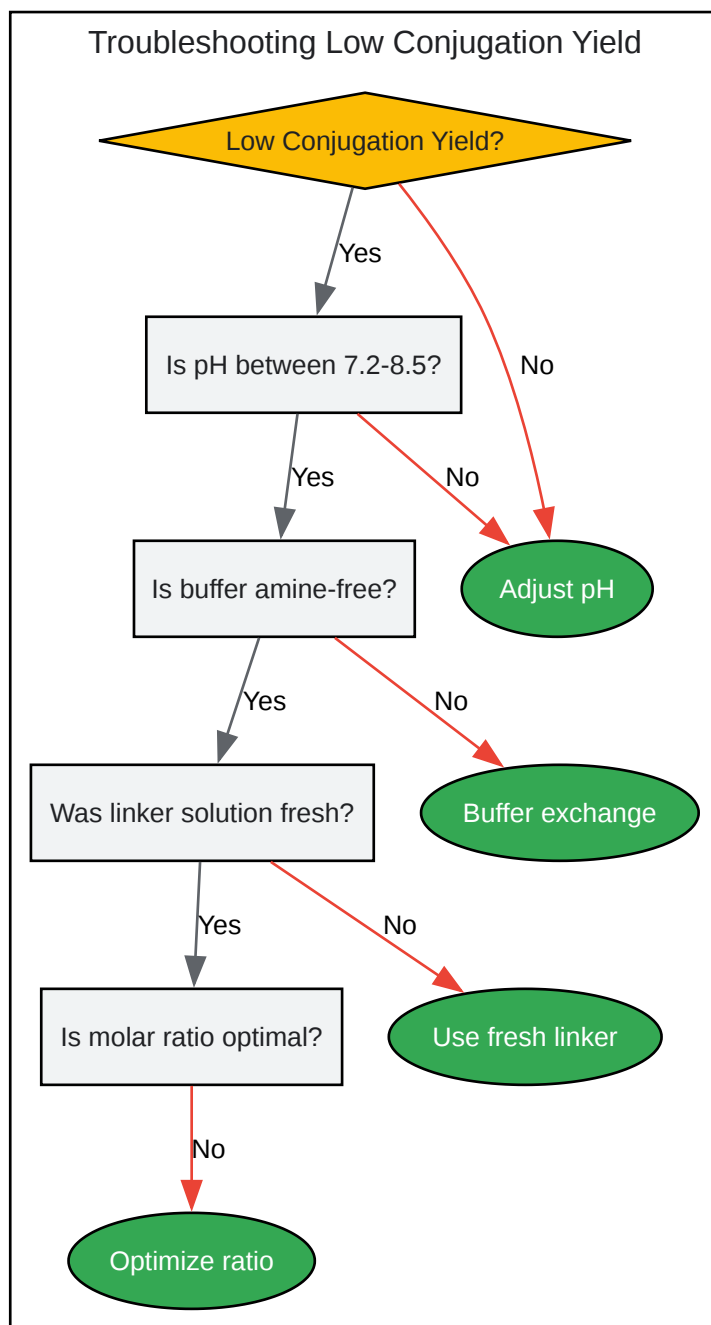 Troubleshooting Low Conjugation Yield
Low Conjugation Yield?
Yes
No
Is pH between 7.2-8.5?
Yes
No
Is buffer amine-free?
Adjust pH
Yes
No
Was linker solution fresh?
Buffer exchange
Yes
No
Is molar ratio optimal?
Use fresh linker
No
Optimize ratio